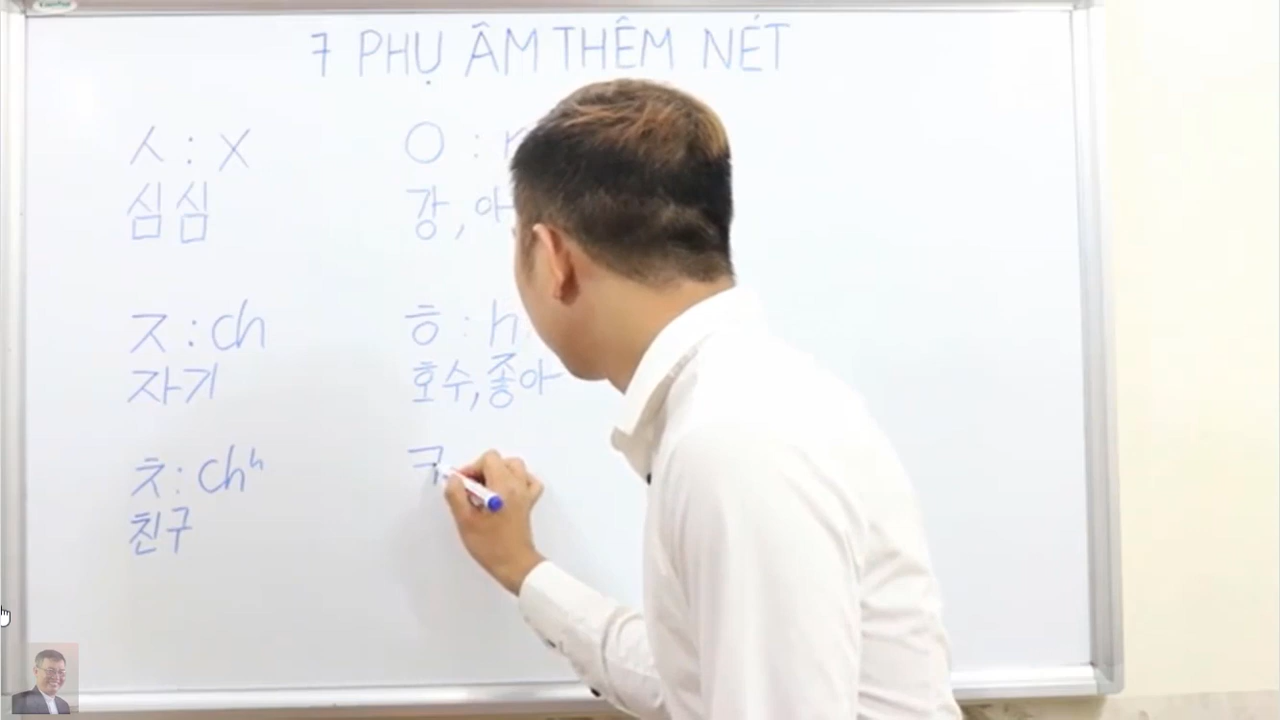 7 PHỤ ÂM THÊM NÉT
ㅅ : X
심심
ㅈ : ch
자기
ㅊ : chʰ
친구
ㅇ :
강, 아
ㅎ : h
호수, 좋아
ㅋ